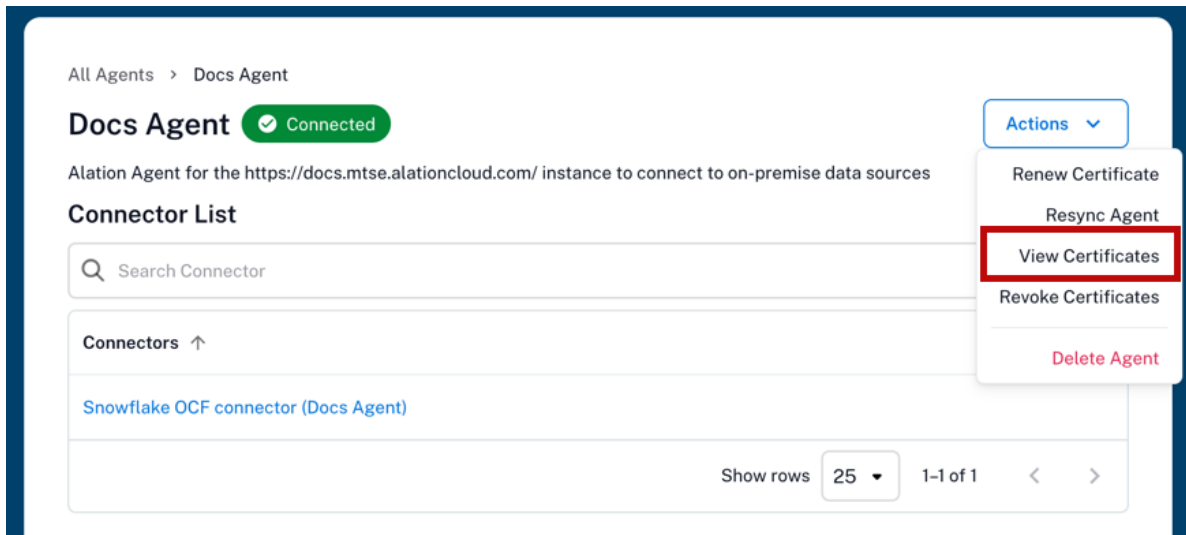 All Agents > Docs Agent
Docs Agent Connected
Actions
Alation Agent for the https://docs.mtse.alationcloud.com/ instance to connect to on-premise data sources
Renew Certificate
Resync Agent
View Certificates
Revoke Certificates
Delete Agent
Connector List
Search Connector
Connectors ↑
Snowflake OCF connector (Docs Agent)
Show rows 25 1–1 of 1 < >